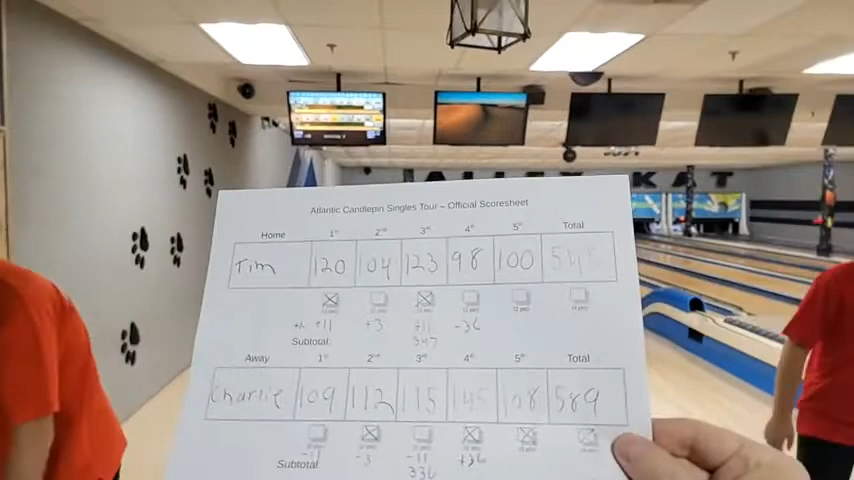 Atlantic Candlepin Singles Tour – Official Scoresheet
Home 1st 2nd 3rd 4th 5th Total
Tim 120 104 123 98 100 545
+/- +11 +3 +11 -36
Subtotal: 347
Away 1st 2nd 3rd 4th 5th Total
Charlie 109 112 115 145 108 589
-3 -11 +36
Subtotal: 336